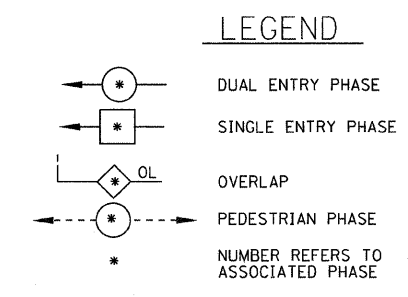 LEGEND
* DUAL ENTRY PHASE
* SINGLE ENTRY PHASE
* OL OVERLAP
* PEDESTRIAN PHASE
* NUMBER REFERS TO
ASSOCIATED PHASE